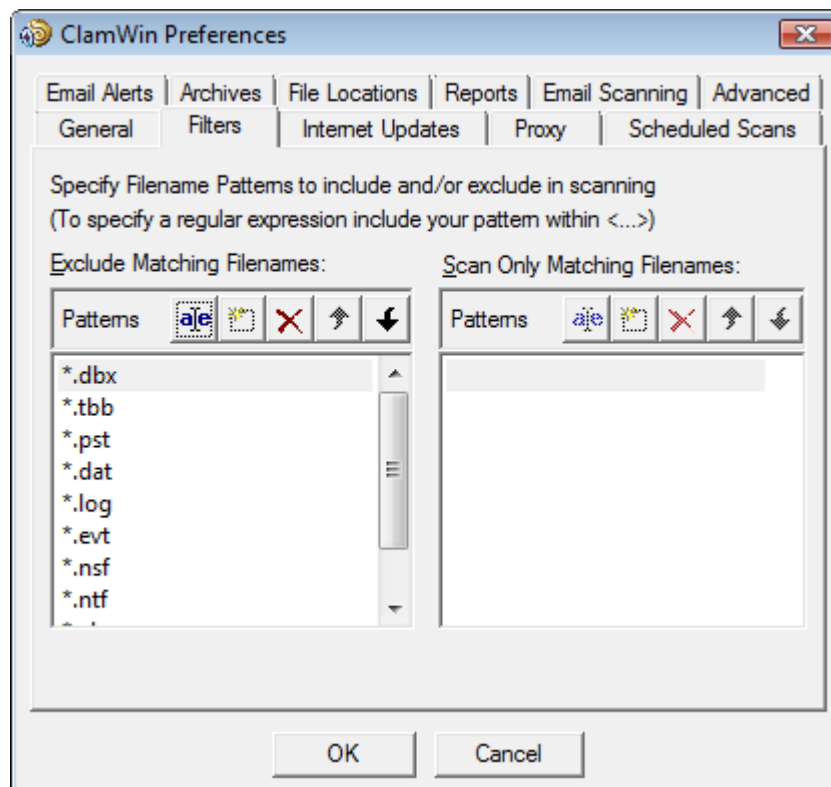 ClamWin Preferences
Email Alerts Archives File Locations Reports Email Scanning Advanced
General Filters Internet Updates Proxy Scheduled Scans
Specify Filename Patterns to include and/or exclude in scanning
(To specify a regular expression include your pattern within <...>)
Exclude Matching Filenames:
Patterns
*.dbx
*.tbb
*.pst
*.dat
*.log
*.evt
*.nsf
*.ntf
Scan Only Matching Filenames:
Patterns
OK Cancel